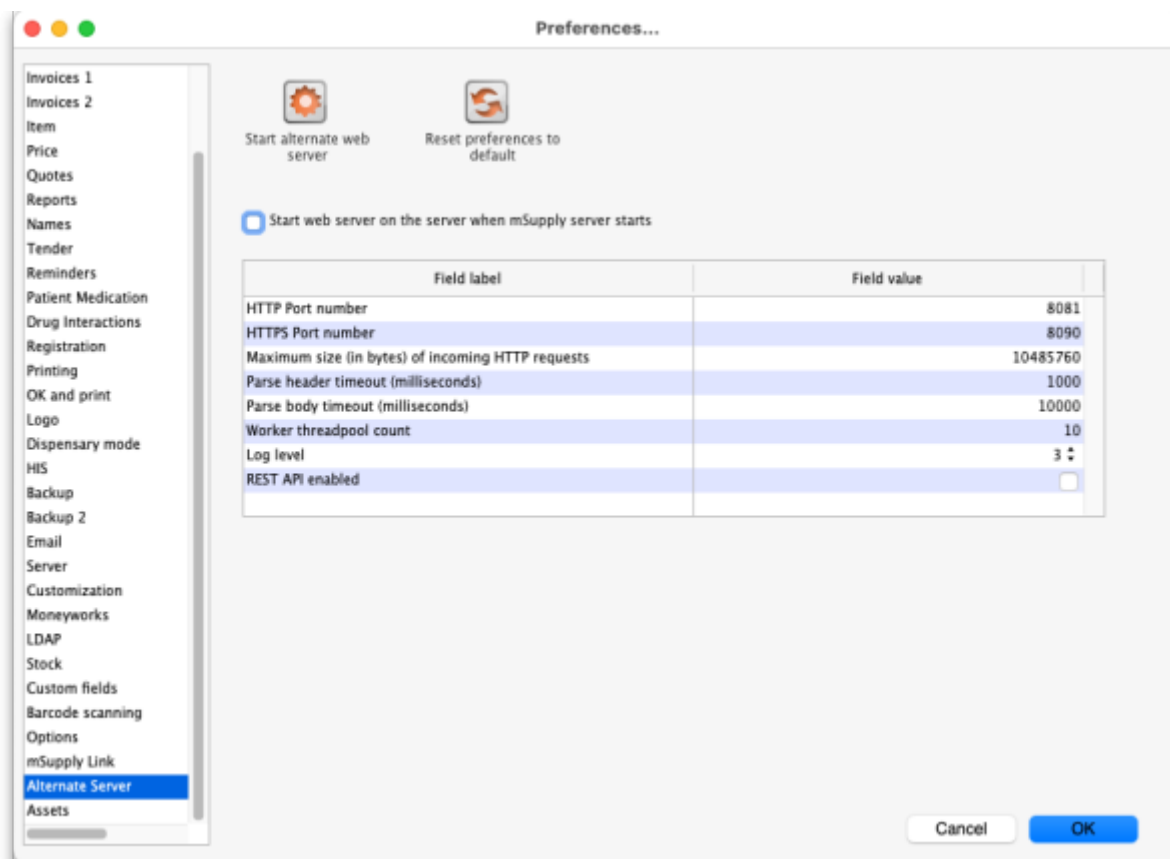 Preferences...
Invoices 1
Invoices 2
Item
Price
Quotes
Reports
Names
Tender
Reminders
Patient Medication
Drug Interactions
Registration
Printing
OK and print
Logo
Dispensary mode
HIS
Backup
Backup 2
Email
Server
Customization
Moneyworks
LDAP
Stock
Custom fields
Barcode scanning
Options
mSupply Link
Alternate Server
Assets
Start alternate web
server
Reset preferences to
default
Start web server on the server when mSupply server starts
Field label Field value
HTTP Port number 8081
HTTPS Port number 8090
Maximum size (in bytes) of incoming HTTP requests 10485760
Parse header timeout (milliseconds) 1000
Parse body timeout (milliseconds) 10000
Worker threadpool count 10
Log level 3
REST API enabled
Cancel OK